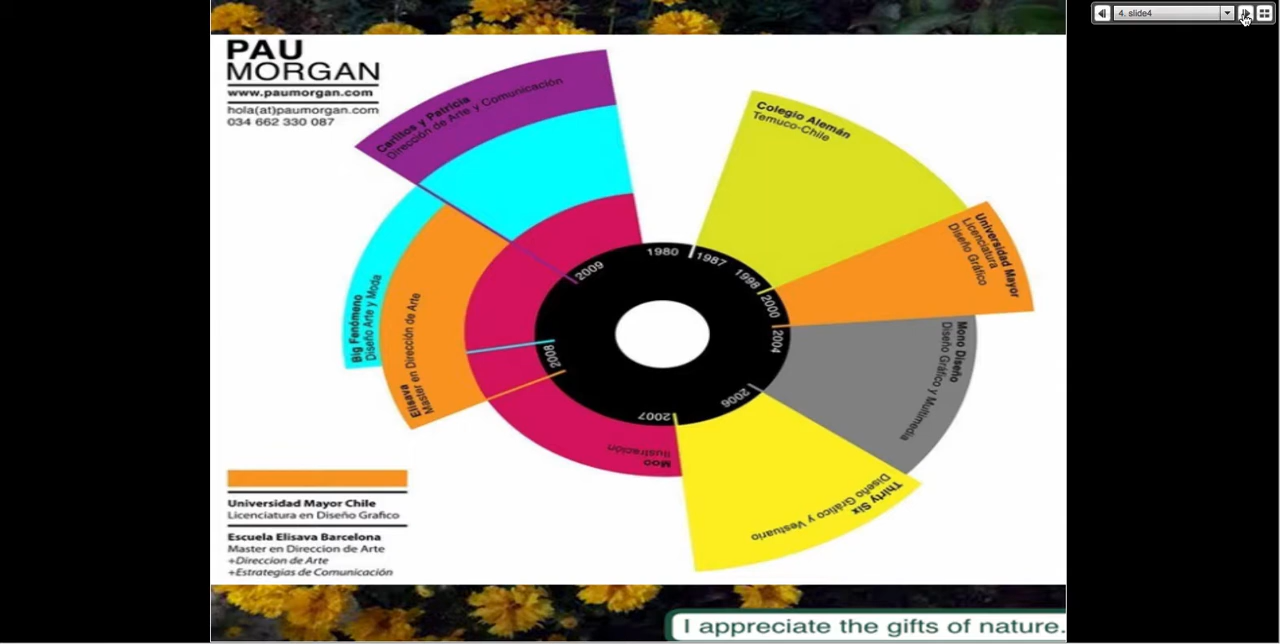 4. slide4
PAU
MORGAN
www.paumorgan.com
hola(at)paumorgan.com
034 662 330 087
Carlitos y Patricia
Dirección de Arte y Comunicación
Colegio Alemán
Temuco-Chile
Universidad Mayor
Licenciatura
Diseño Gráfico
Mono Diseño
Diseño Gráfico y Multimedia
Thirty Six
Diseño Gráfico y Vestuario
Moo
Ilustración
Elisava
Master en Dirección de Arte
Big Fenómeno
Diseño Arte y Moda
1980
1987
1998
2000
2004
2006
2007
2008
2009
Universidad Mayor Chile
Licenciatura en Diseño Grafico
Escuela Elisava Barcelona
Master en Direccion de Arte
+Direccion de Arte
+Estrategias de Comunicación
I appreciate the gifts of nature.